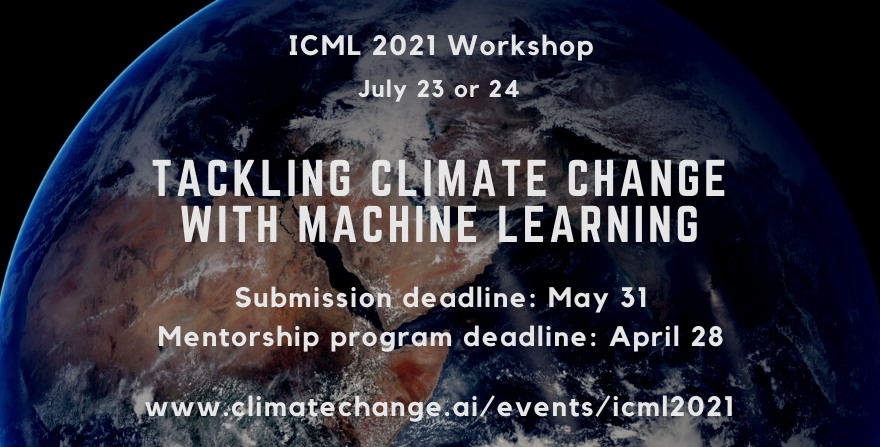 ICML 2021 Workshop
July 23 or 24
TACKLING CLIMATE CHANGE
WITH MACHINE LEARNING
Submission deadline: May 31
Mentorship program deadline: April 28
www.climatechange.ai/events/icml2021